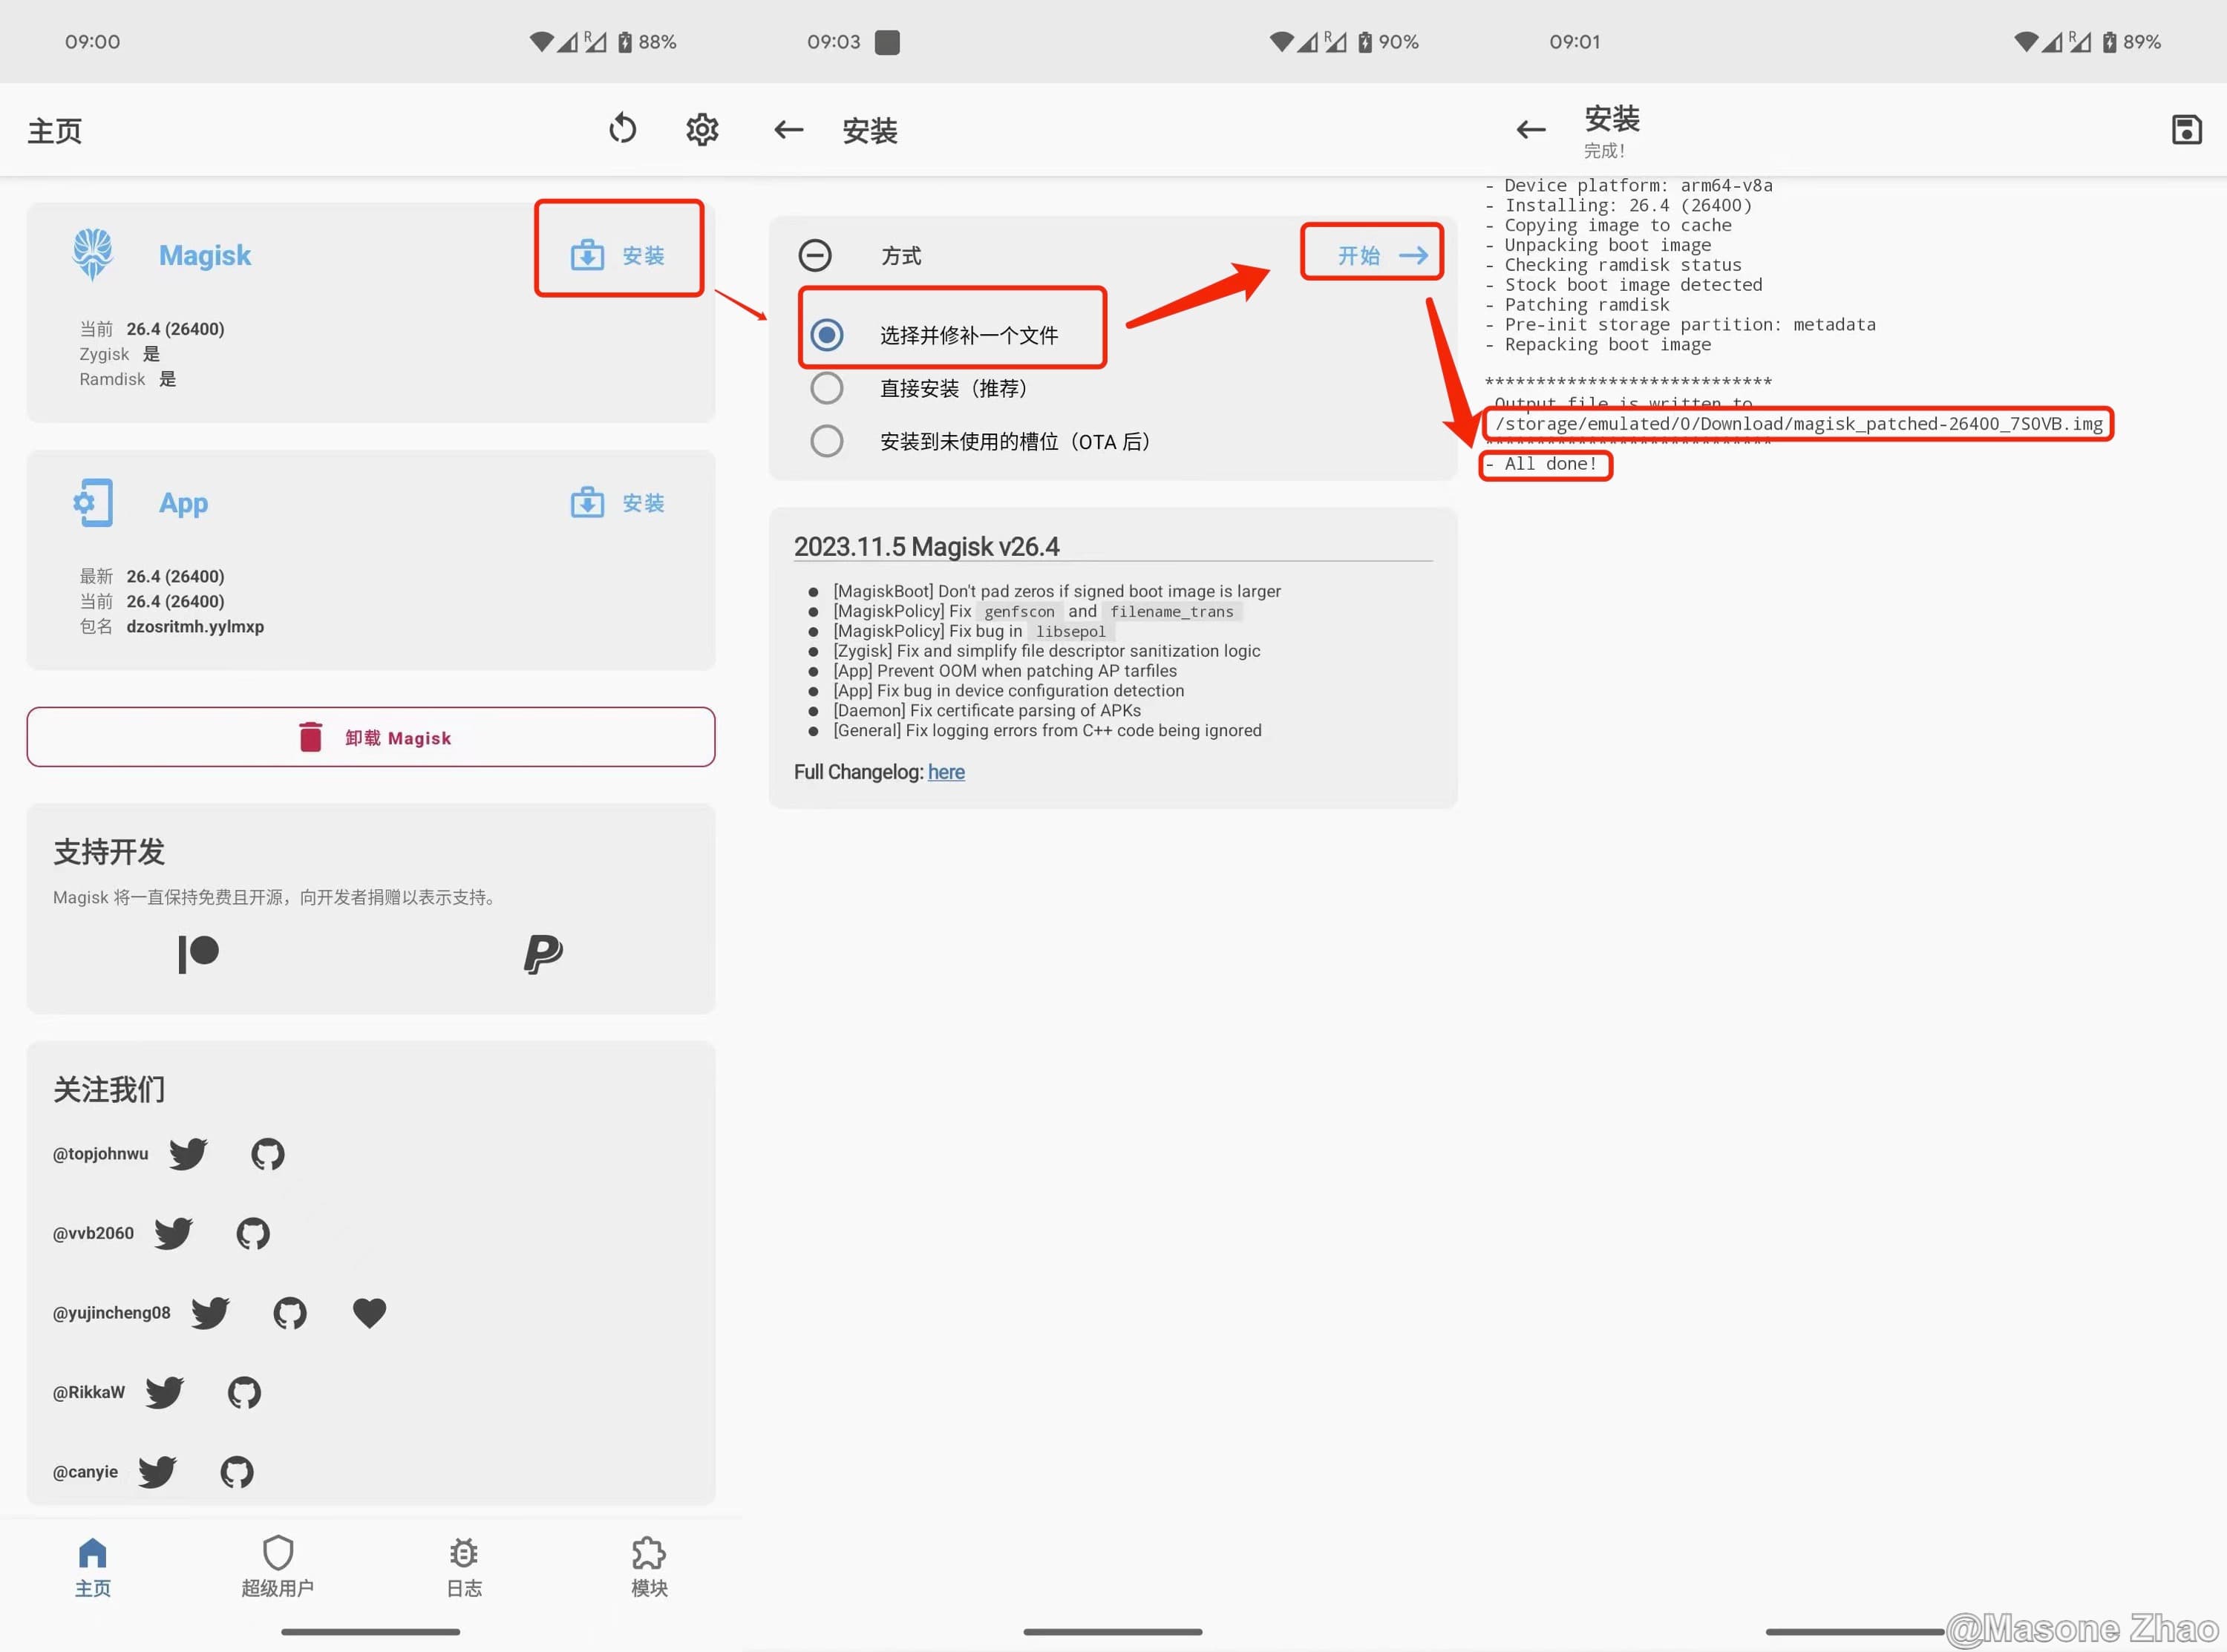 09:00
R
88%
主页
Magisk
安装
当前 26.4 (26400)
Zygisk 是
Ramdisk 是
App
安装
最新 26.4 (26400)
当前 26.4 (26400)
包名 dzosritmh.yylmxp
卸载 Magisk
支持开发
Magisk 将一直保持免费且开源，向开发者捐赠以表示支持。
关注我们
@topjohnwu
@vvb2060
@yujincheng08
@RikkaW
@canyie
主页
超级用户
日志
模块
09:03
R
90%
安装
方式
开始
选择并修补一个文件
直接安装（推荐）
安装到未使用的槽位（OTA 后）
2023.11.5 Magisk v26.4
[MagiskBoot] Don't pad zeros if signed boot image is larger
[MagiskPolicy] Fix genfscon and filename_trans
[MagiskPolicy] Fix bug in libsepol
[Zygisk] Fix and simplify file descriptor sanitization logic
[App] Prevent OOM when patching AP tarfiles
[App] Fix bug in device configuration detection
[Daemon] Fix certificate parsing of APKs
[General] Fix logging errors from C++ code being ignored
Full Changelog: here
09:01
R
89%
安装
完成！
- Device platform: arm64-v8a
- Installing: 26.4 (26400)
- Copying image to cache
- Unpacking boot image
- Checking ramdisk status
- Stock boot image detected
- Patching ramdisk
- Pre-init storage partition: metadata
- Repacking boot image
****************************
Output file is written to
/storage/emulated/0/Download/magisk_patched-26400_7S0VB.img
****************************
- All done!
@Masone Zhao